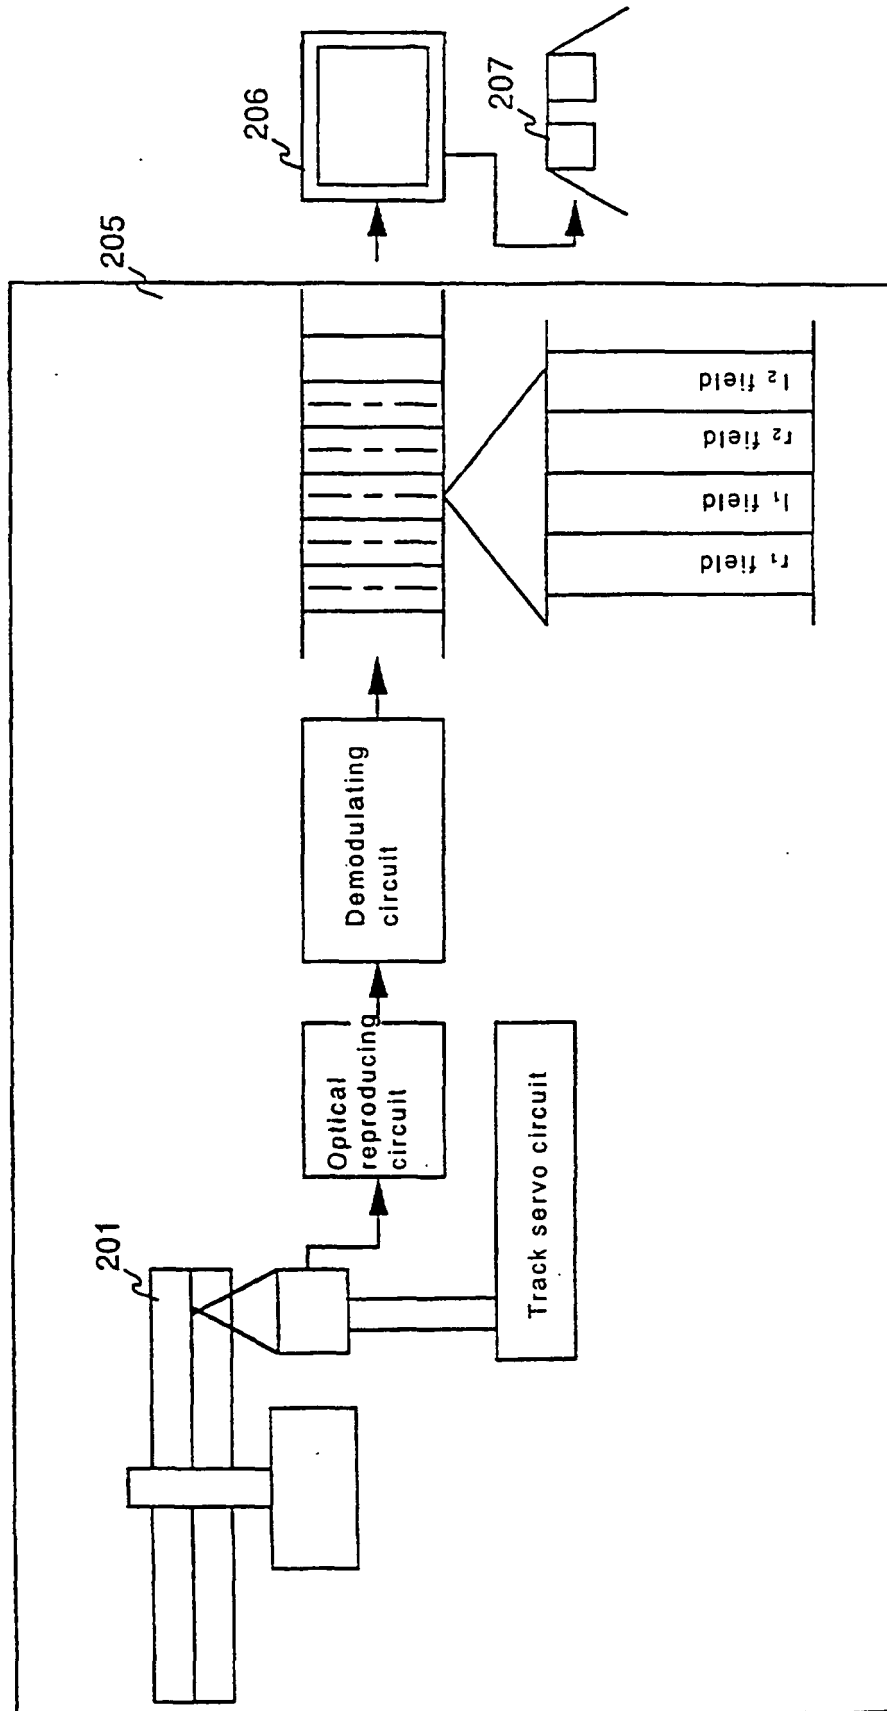 205
206
207
201
Optical
reproducing
circuit
Demodulating
circuit
Track servo circuit
r₁ field
l₁ field
r₂ field
l₂ field